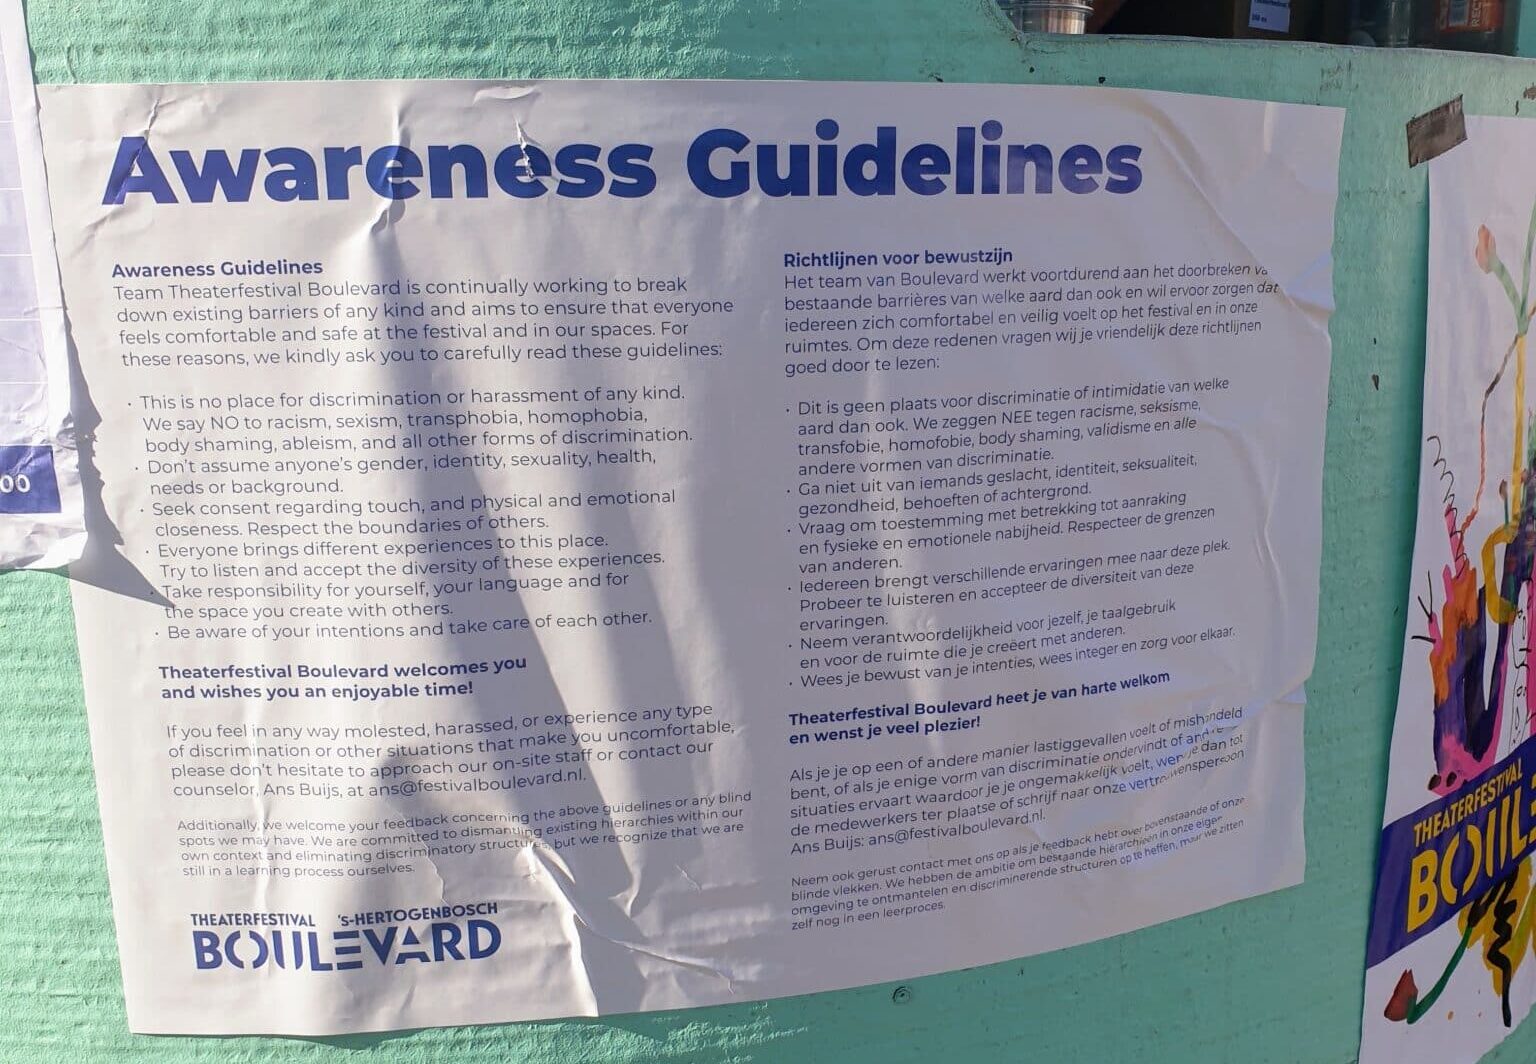 Awareness Guidelines
Awareness Guidelines
Team Theaterfestival Boulevard is continually working to break
down existing barriers of any kind and aims to ensure that everyone
feels comfortable and safe at the festival and in our spaces. For
these reasons, we kindly ask you to carefully read these guidelines:
· This is no place for discrimination or harassment of any kind.
We say NO to racism, sexism, transphobia, homophobia,
body shaming, ableism, and all other forms of discrimination.
· Don't assume anyone's gender, identity, sexuality, health,
needs or background.
· Seek consent regarding touch, and physical and emotional
closeness. Respect the boundaries of others.
· Everyone brings different experiences to this place.
Try to listen and accept the diversity of these experiences.
· Take responsibility for yourself, your language and for
the space you create with others.
· Be aware of your intentions and take care of each other.
Theaterfestival Boulevard welcomes you
and wishes you an enjoyable time!
If you feel in any way molested, harassed, or experience any type
of discrimination or other situations that make you uncomfortable,
please don't hesitate to approach our on-site staff or contact our
counselor, Ans Buijs, at ans@festivalboulevard.nl.
Additionally, we welcome your feedback concerning the above guidelines or any blind
spots we may have. We are committed to dismantling existing hierarchies within our
own context and eliminating discriminatory structures, but we recognize that we are
still in a learning process ourselves.
THEATERFESTIVAL 'S-HERTOGENBOSCH
BOULEVARD
Richtlijnen voor bewustzijn
Het team van Boulevard werkt voortdurend aan het doorbreken va
bestaande barrières van welke aard dan ook en wil ervoor zorgen dat
iedereen zich comfortabel en veilig voelt op het festival en in onze
ruimtes. Om deze redenen vragen wij je vriendelijk deze richtlijnen
goed door te lezen:
· Dit is geen plaats voor discriminatie of intimidatie van welke
aard dan ook. We zeggen NEE tegen racisme, seksisme,
transfobie, homofobie, body shaming, validisme en alle
andere vormen van discriminatie.
· Ga niet uit van iemands geslacht, identiteit, seksualiteit,
gezondheid, behoeften of achtergrond.
· Vraag om toestemming met betrekking tot aanraking
en fysieke en emotionele nabijheid. Respecteer de grenzen
van anderen.
· Iedereen brengt verschillende ervaringen mee naar deze plek.
Probeer te luisteren en accepteer de diversiteit van deze
ervaringen.
· Neem verantwoordelijkheid voor jezelf, je taalgebruik
en voor de ruimte die je creëert met anderen.
· Wees je bewust van je intenties, wees integer en zorg voor elkaar.
Theaterfestival Boulevard heet je van harte welkom
en wenst je veel plezier!
Als je je op een of andere manier lastiggevallen voelt of mishandeld
bent, of als je enige vorm van discriminatie ondervindt of andere
situaties ervaart waardoor je je ongemakkelijk voelt, wend je dan tot
de medewerkers ter plaatse of schrijf naar onze vertrouwenspersoon
Ans Buijs: ans@festivalboulevard.nl.
Neem ook gerust contact met ons op als je feedback hebt over bovenstaande of onze
blinde vlekken. We hebben de ambitie om bestaande hiërarchieën in onze eigen
omgeving te ontmantelen en discriminerende structuren op te heffen, maar we zitten
zelf nog in een leerproces.
00
THEATERFESTIVAL
BOULE